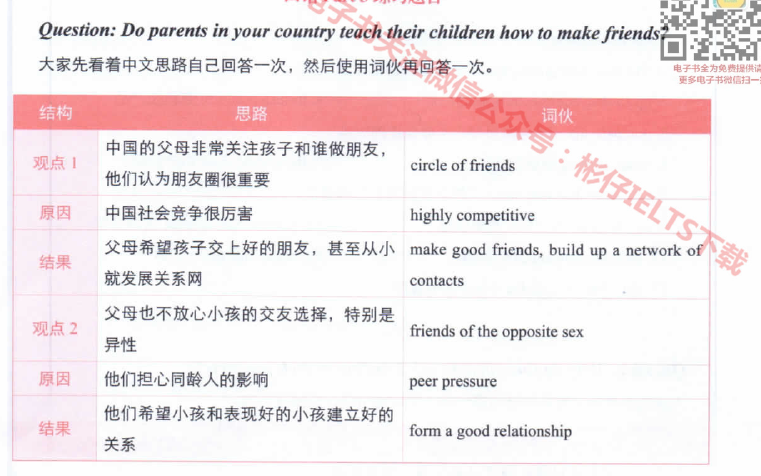 Question: Do parents in your country teach their children how to make friends?
大家先看着中文思路自己回答一次，然后使用词伙再回答一次。
电子书全为免费提供读
更多电子书微信扫一扫
结构 思路 词伙
观点 1 中国的父母非常关注孩子和谁做朋友， circle of friends
他们认为朋友圈很重要
原因 中国社会竞争很厉害 highly competitive
结果 父母希望孩子交上好的朋友，甚至从小 make good friends, build up a network of
就发展关系网 contacts
观点 2 父母也不放心小孩的交友选择，特别是 friends of the opposite sex
异性
原因 他们担心同龄人的影响 peer pressure
结果 他们希望小孩和表现好的小孩建立好的 form a good relationship
关系
电子书关注微信公众号：彬仔IELTS下载